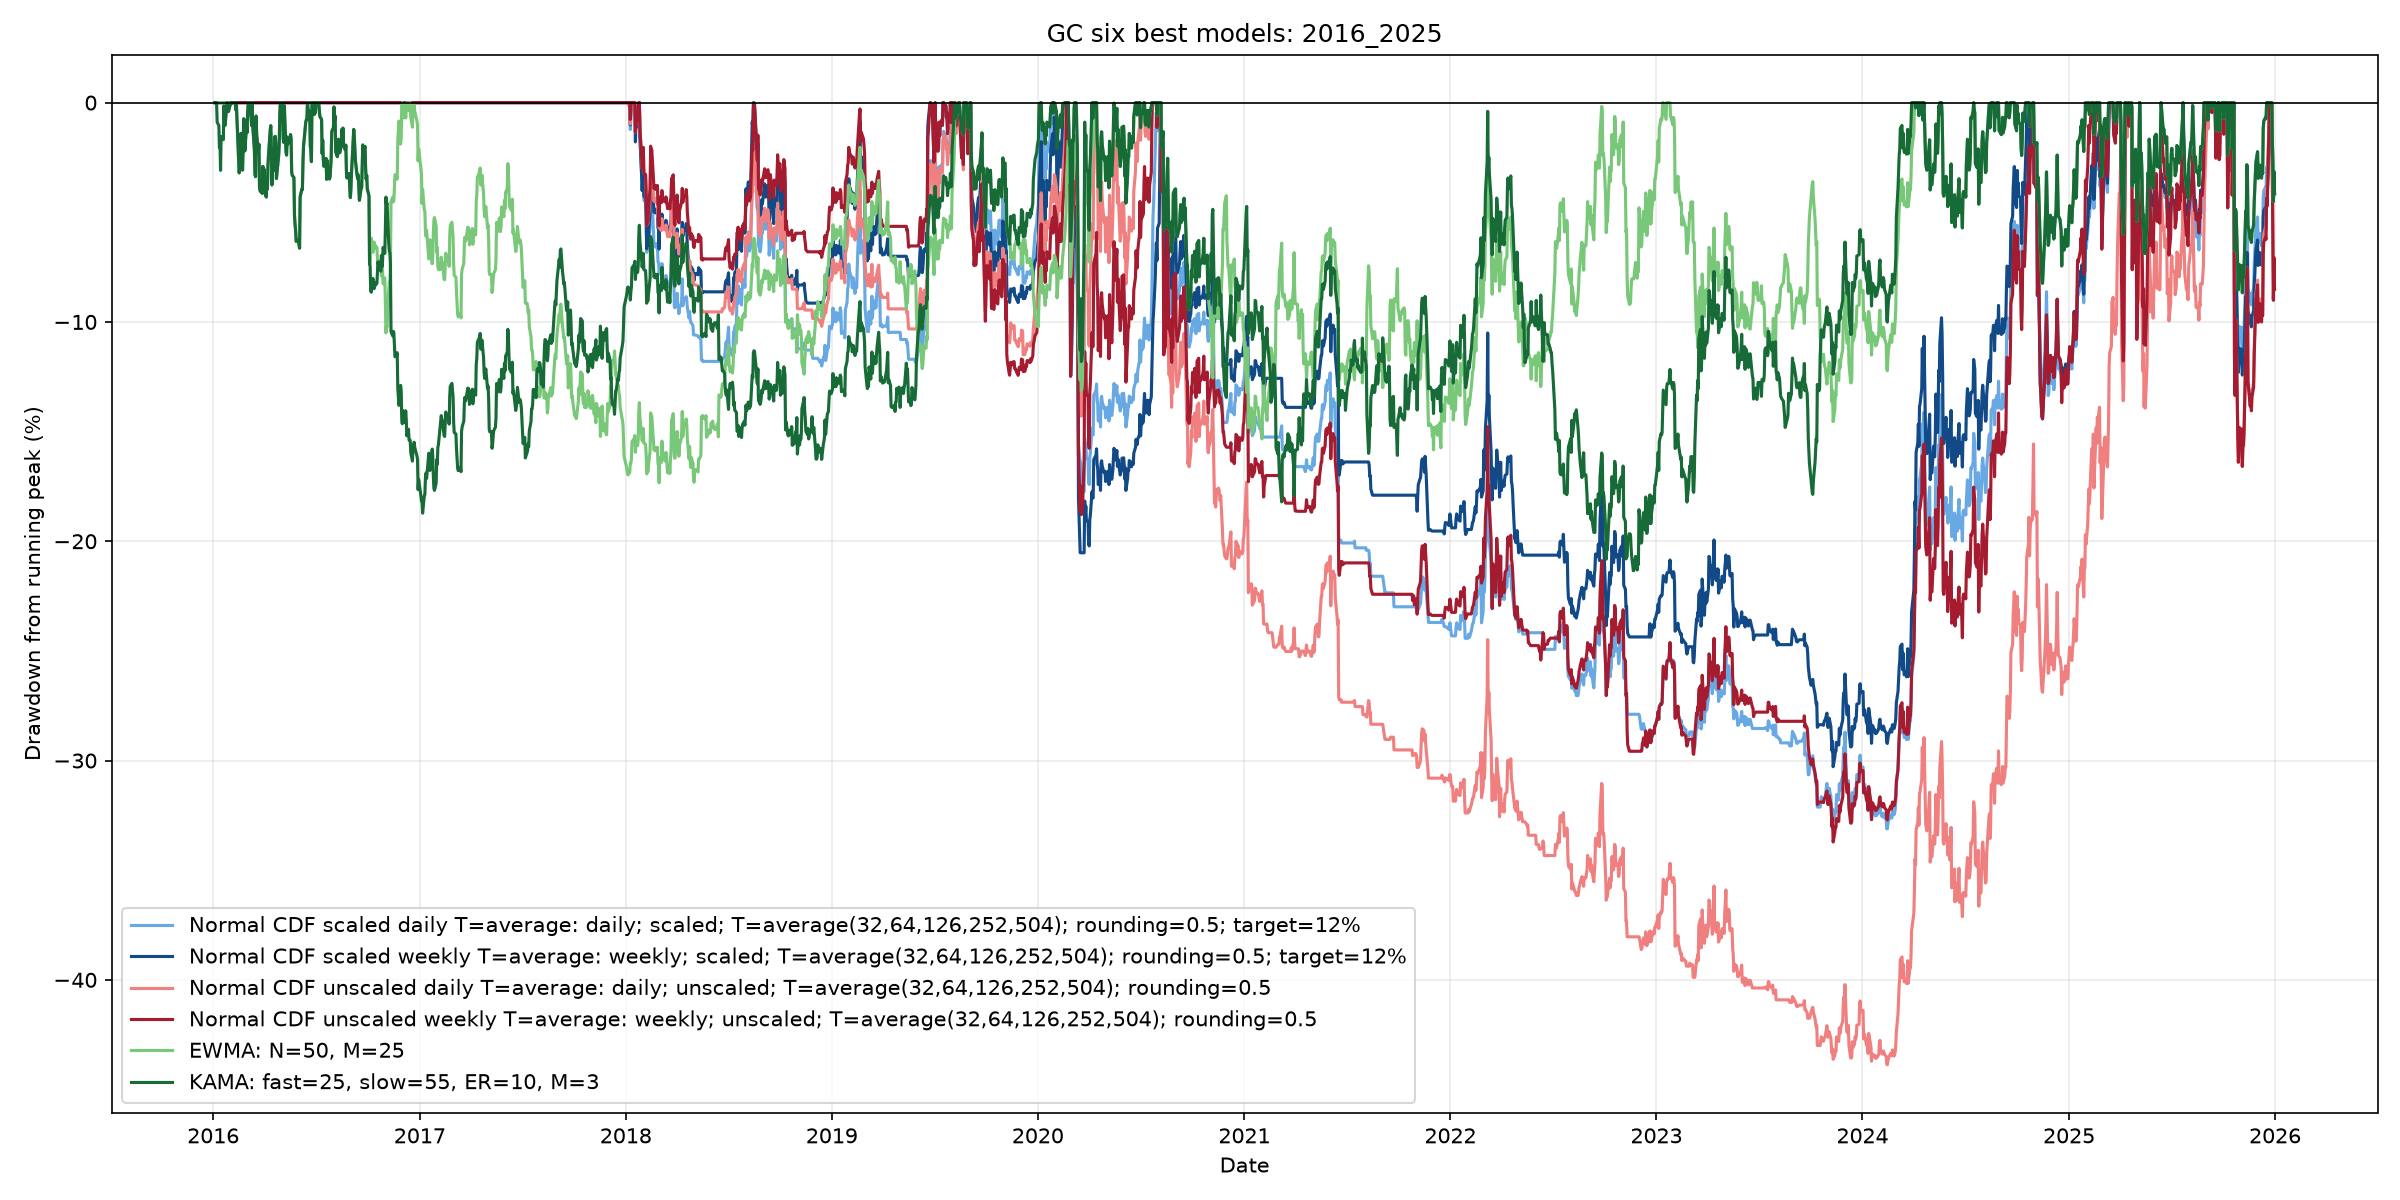 GC six best models: 2016_2025
Drawdown from running peak (%)
0
−10
−20
−30
−40
Normal CDF scaled daily T=average: daily; scaled; T=average(32,64,126,252,504); rounding=0.5; target=12%
Normal CDF scaled weekly T=average: weekly; scaled; T=average(32,64,126,252,504); rounding=0.5; target=12%
Normal CDF unscaled daily T=average: daily; unscaled; T=average(32,64,126,252,504); rounding=0.5
Normal CDF unscaled weekly T=average: weekly; unscaled; T=average(32,64,126,252,504); rounding=0.5
EWMA: N=50, M=25
KAMA: fast=25, slow=55, ER=10, M=3
2016 2017 2018 2019 2020 2021 2022 2023 2024 2025 2026
Date